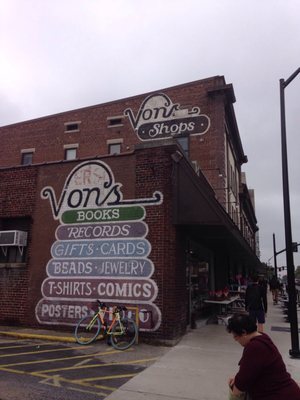 Von's
Shops
Von's
BOOKS
RECORDS
GIFTS · CARDS
BEADS · JEWELRY
T-SHIRTS · COMICS
POSTERS